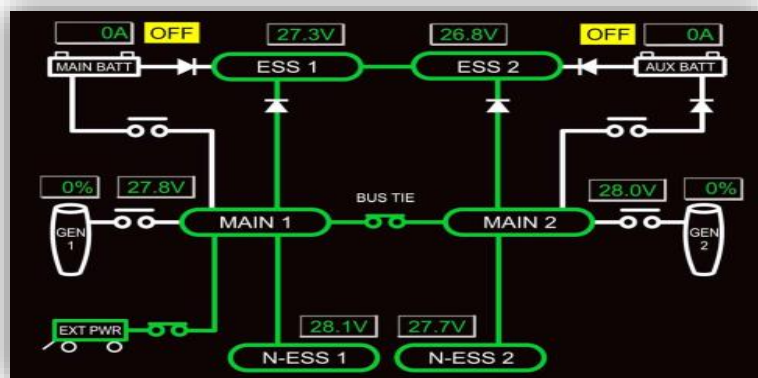 0A OFF 27.3V 26.8V OFF 0A
MAIN BATT ESS 1 ESS 2 AUX BATT
0% 27.8V BUS TIE 28.0V 0%
GEN 1 MAIN 1 MAIN 2 GEN 2
EXT PWR 28.1V 27.7V
N-ESS 1 N-ESS 2